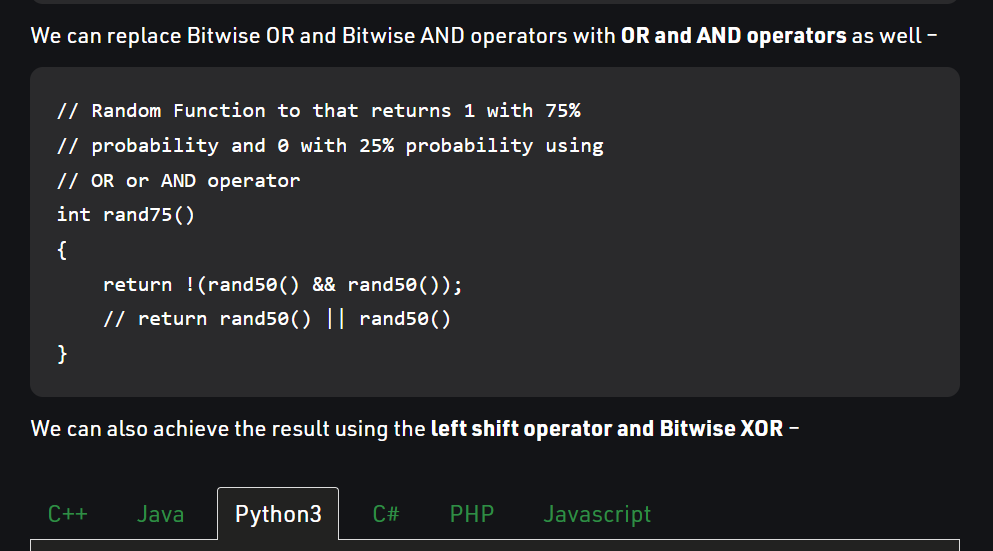 We can replace Bitwise OR and Bitwise AND operators with OR and AND operators as well –
// Random Function to that returns 1 with 75%
// probability and 0 with 25% probability using
// OR or AND operator
int rand75()
{
    return !(rand50() && rand50());
    // return rand50() || rand50()
}
We can also achieve the result using the left shift operator and Bitwise XOR –
C++ Java Python3 C# PHP Javascript